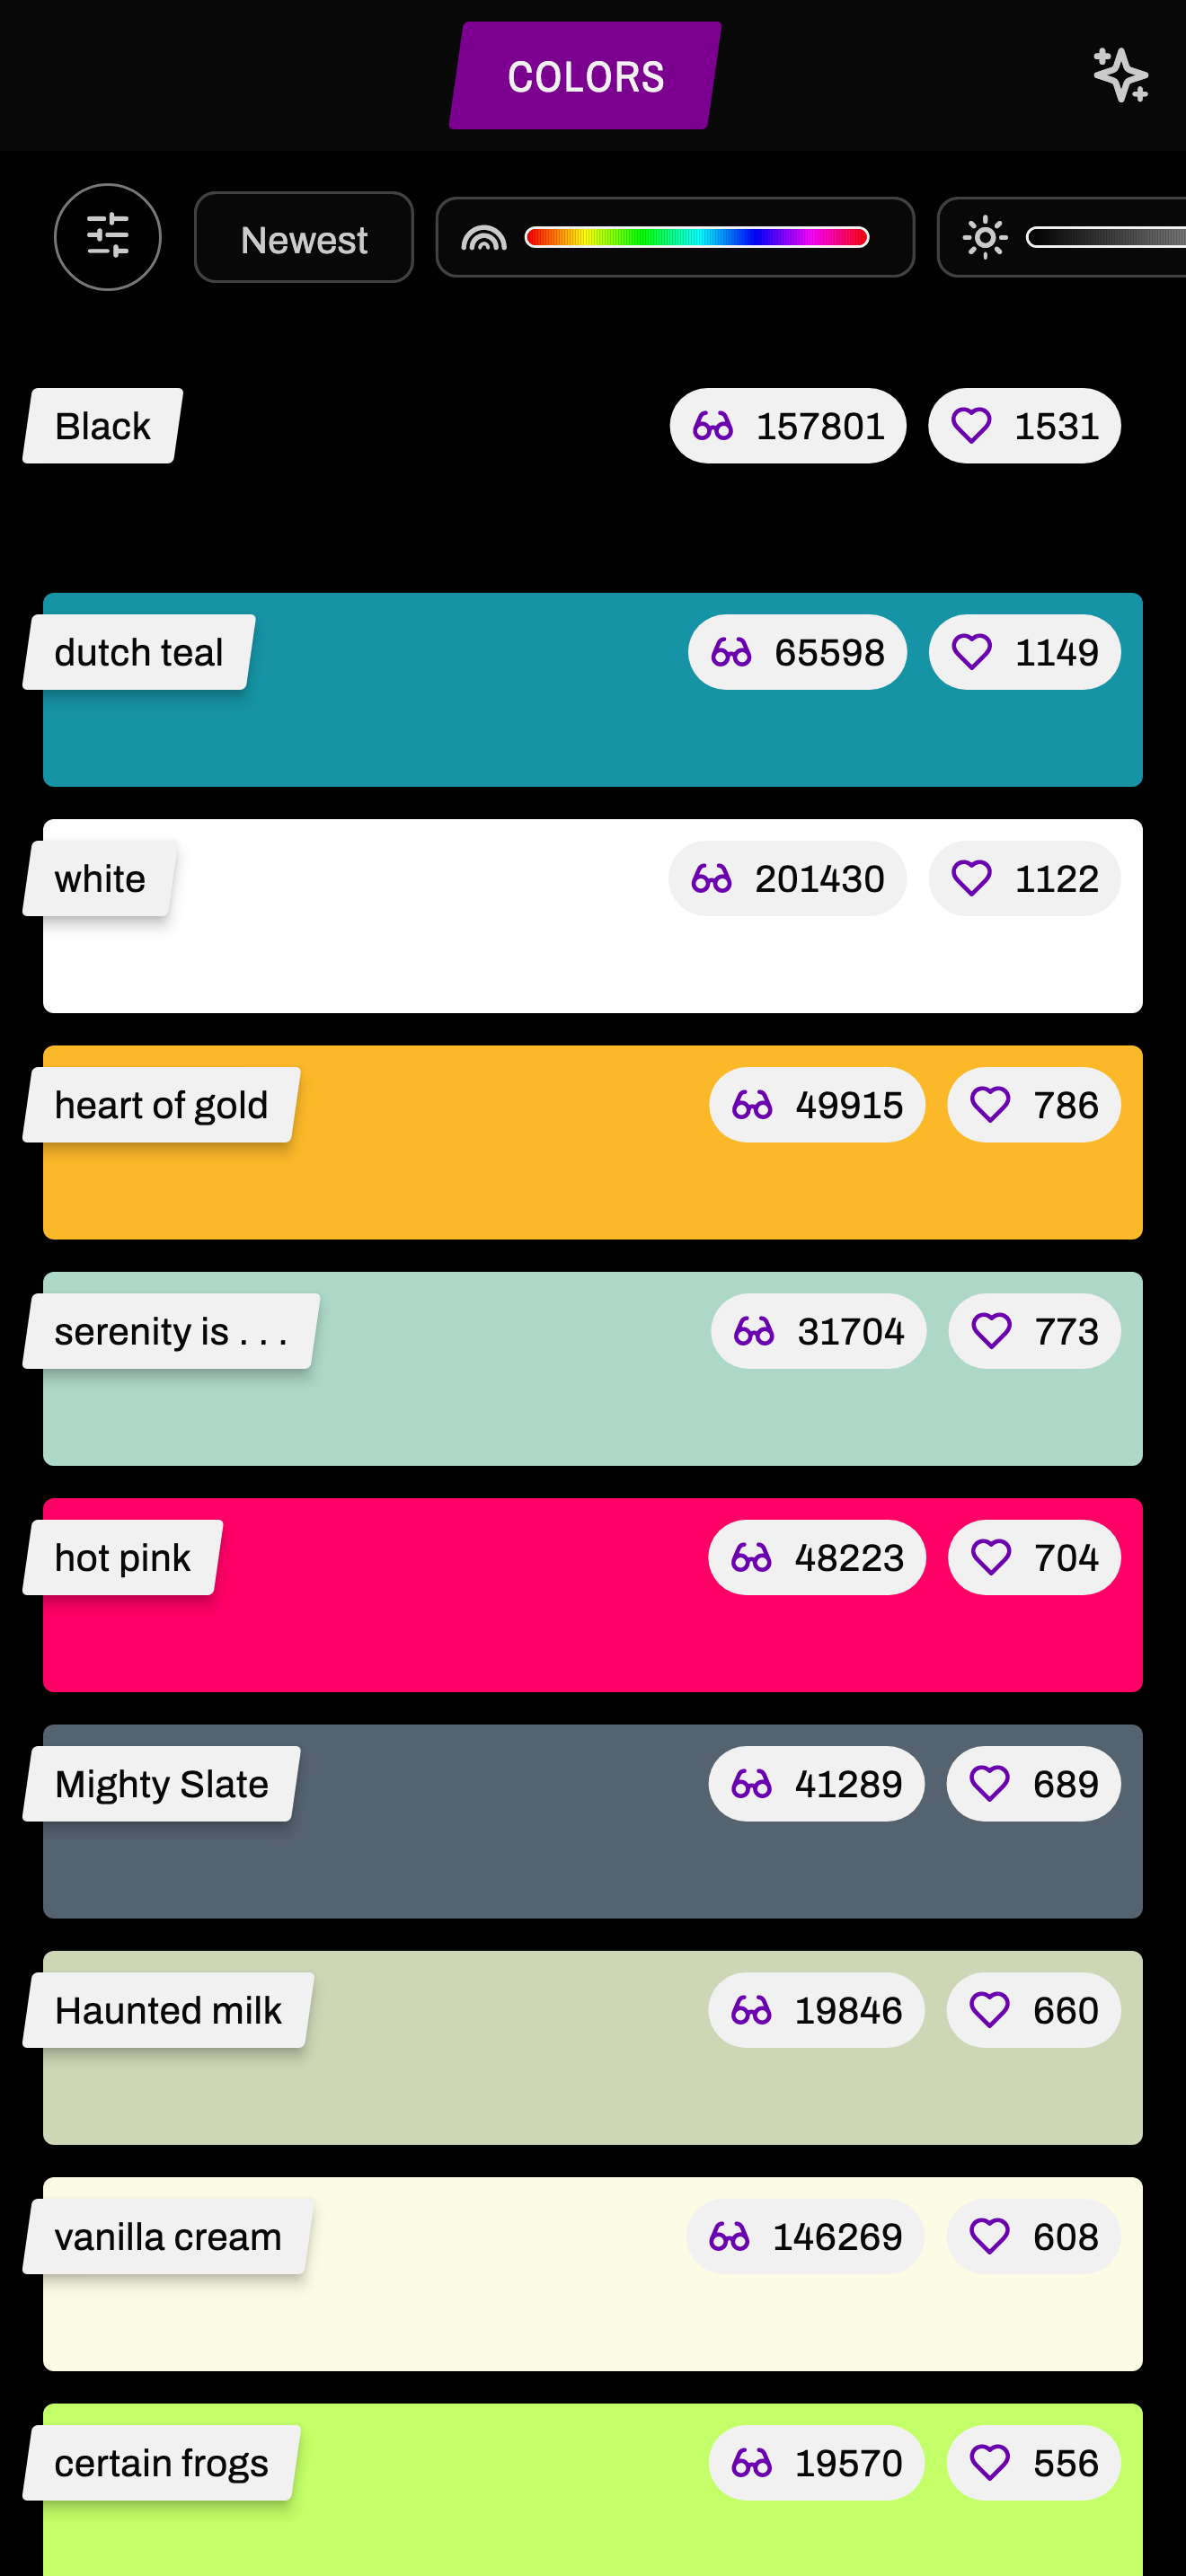 COLORS
Newest
Black 157801 1531
dutch teal 65598 1149
white 201430 1122
heart of gold 49915 786
serenity is . . . 31704 773
hot pink 48223 704
Mighty Slate 41289 689
Haunted milk 19846 660
vanilla cream 146269 608
certain frogs 19570 556